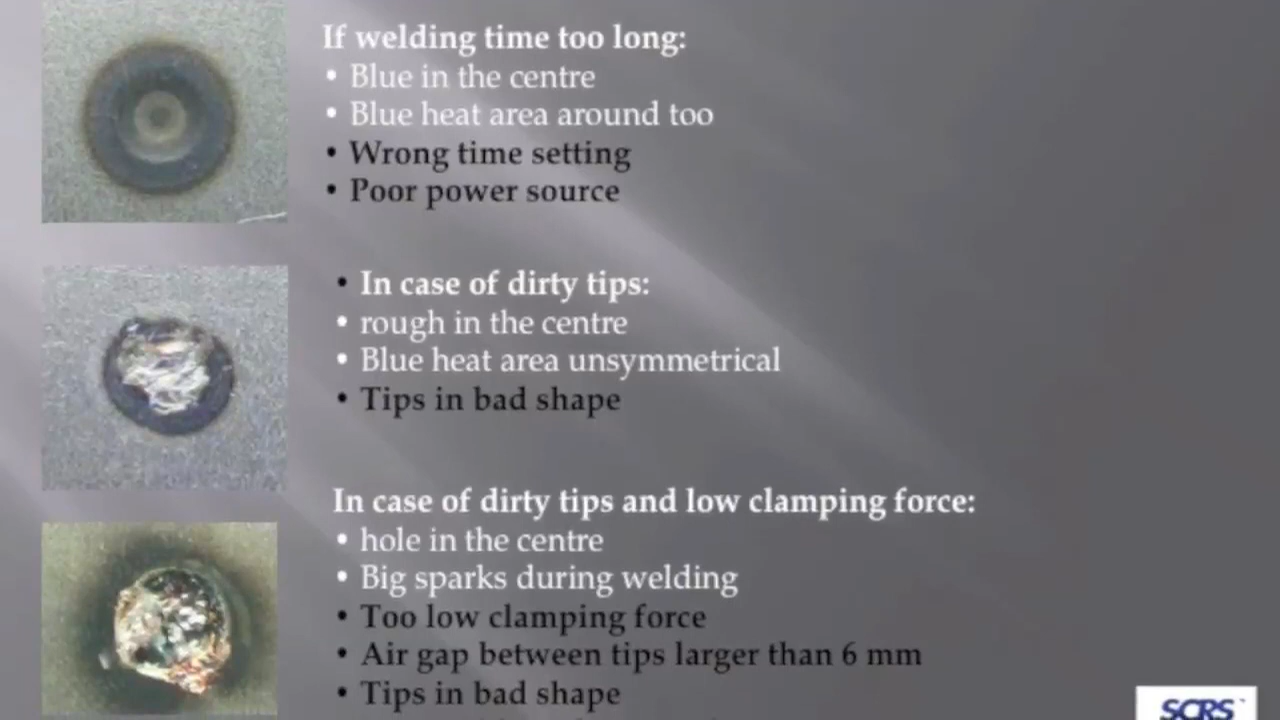 If welding time too long:
• Blue in the centre
• Blue heat area around too
• Wrong time setting
• Poor power source
• In case of dirty tips:
• rough in the centre
• Blue heat area unsymmetrical
• Tips in bad shape
In case of dirty tips and low clamping force:
• hole in the centre
• Big sparks during welding
• Too low clamping force
• Air gap between tips larger than 6 mm
• Tips in bad shape
SCRS